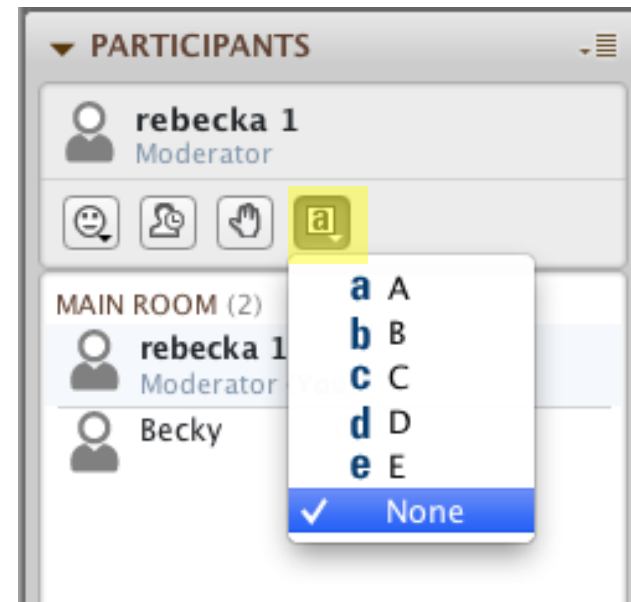 PARTICIPANTS
rebecka 1
Moderator
a
MAIN ROOM (2)
rebecka 1
Moderator
Becky
a A
b B
c C
d D
e E
None